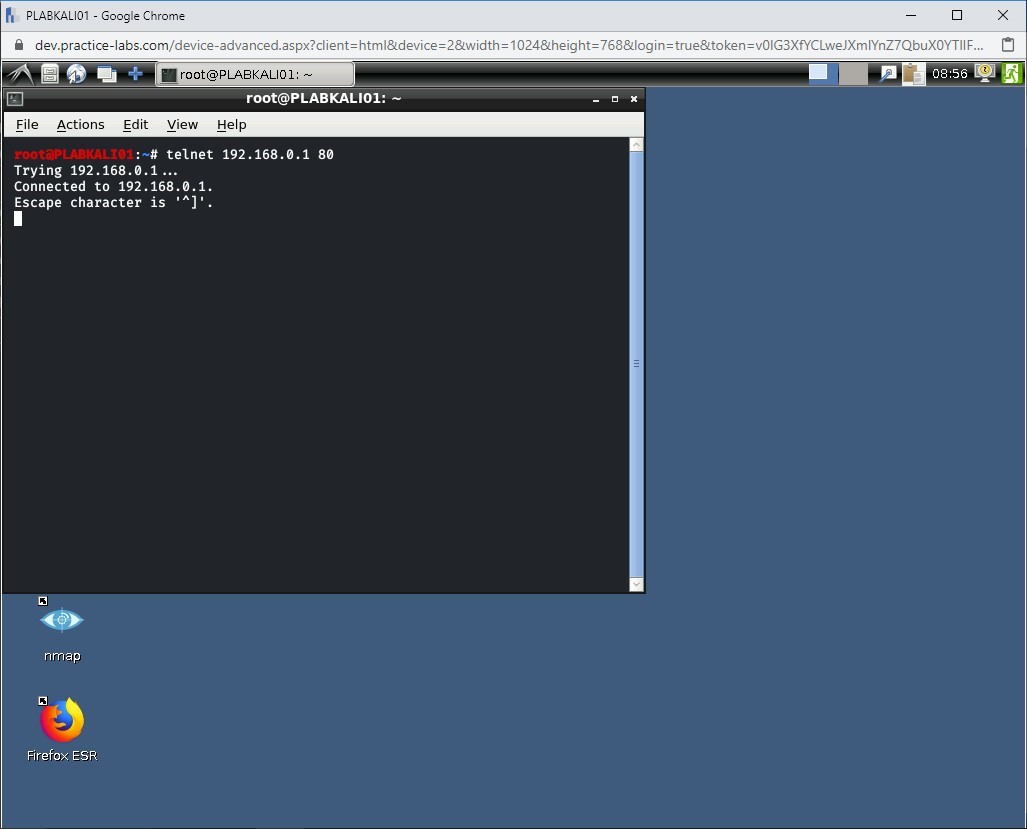 PLABKALI01 - Google Chrome
dev.practice-labs.com/device-advanced.aspx?client=html&device=2&width=1024&height=768&login=true&token=v0IG3XfYCLweJXmlYnZ7QbuX0YTIIF...
root@PLABKALI01: ~
08:56
root@PLABKALI01: ~
File Actions Edit View Help
root@PLABKALI01:~# telnet 192.168.0.1 80
Trying 192.168.0.1...
Connected to 192.168.0.1.
Escape character is '^]'.
nmap
Firefox ESR